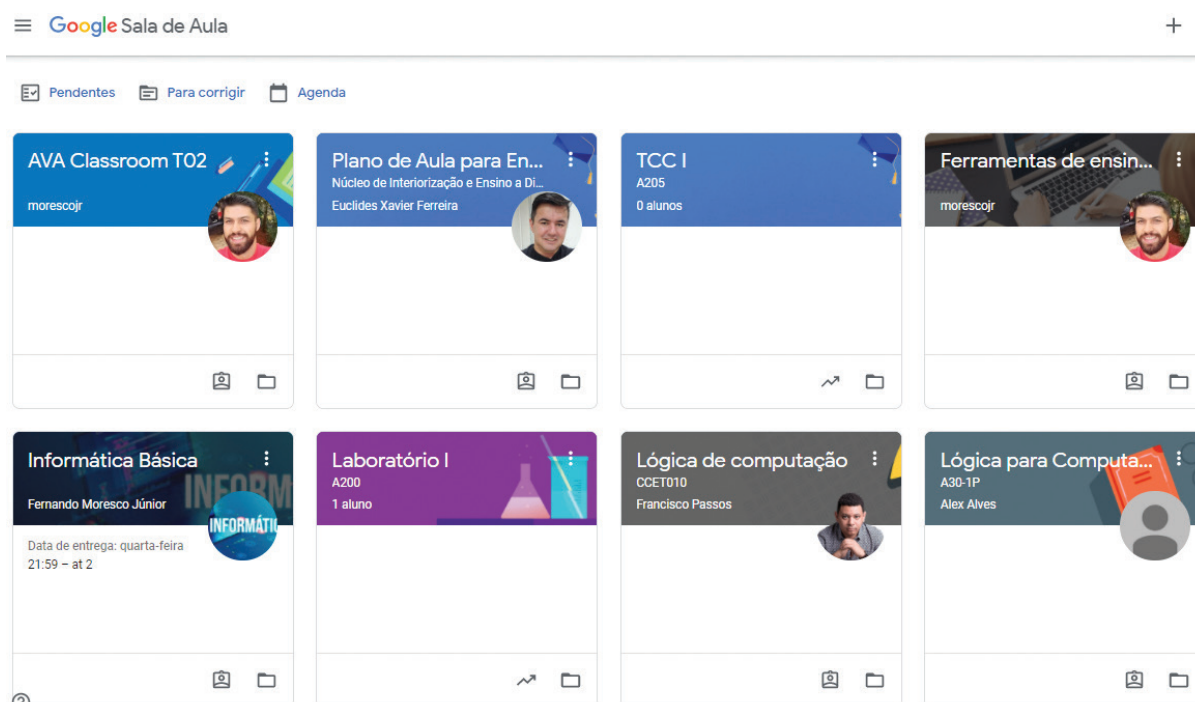 Google Sala de Aula
Pendentes
Para corrigir
Agenda
AVA Classroom T02
morescojr
Plano de Aula para En...
Núcleo de Interiorização e Ensino a Di...
Euclides Xavier Ferreira
TCC I
A205
0 alunos
Ferramentas de ensin...
morescojr
Informática Básica
Fernando Moresco Júnior
INFORM
INFORMÁTI
Data de entrega: quarta-feira
21:59 – at 2
Laboratório I
A200
1 aluno
Lógica de computação
CCET010
Francisco Passos
Lógica para Computa...
A30-1P
Alex Alves